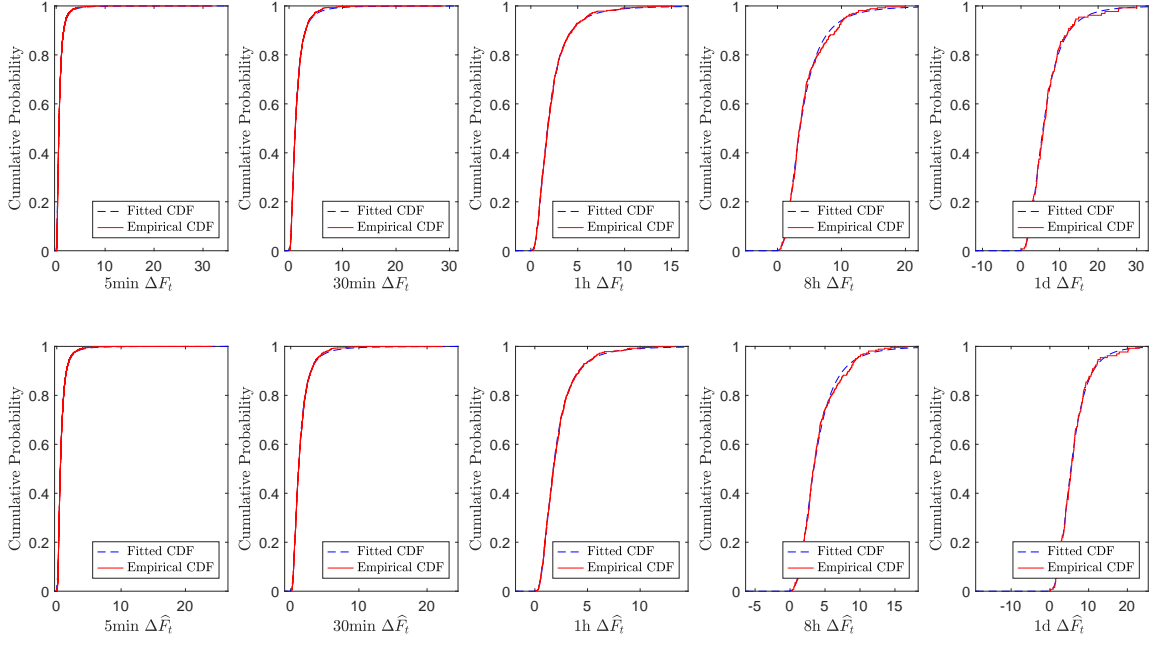 Cumulative Probability
1
0.8
0.6
0.4
0.2
0
Fitted CDF
Empirical CDF
0 10 20 30
5min ΔF_t
Cumulative Probability
1
0.8
0.6
0.4
0.2
0
Fitted CDF
Empirical CDF
0 10 20 30
30min ΔF_t
Cumulative Probability
1
0.8
0.6
0.4
0.2
0
Fitted CDF
Empirical CDF
0 5 10 15
1h ΔF_t
Cumulative Probability
1
0.8
0.6
0.4
0.2
0
Fitted CDF
Empirical CDF
0 10 20
8h ΔF_t
Cumulative Probability
1
0.8
0.6
0.4
0.2
0
Fitted CDF
Empirical CDF
-10 0 10 20 30
1d ΔF_t
Cumulative Probability
1
0.8
0.6
0.4
0.2
0
Fitted CDF
Empirical CDF
0 10 20
5min ΔF̂_t
Cumulative Probability
1
0.8
0.6
0.4
0.2
0
Fitted CDF
Empirical CDF
0 10 20
30min ΔF̂_t
Cumulative Probability
1
0.8
0.6
0.4
0.2
0
Fitted CDF
Empirical CDF
0 5 10
1h ΔF̂_t
Cumulative Probability
1
0.8
0.6
0.4
0.2
0
Fitted CDF
Empirical CDF
-5 0 5 10 15
8h ΔF̂_t
Cumulative Probability
1
0.8
0.6
0.4
0.2
0
Fitted CDF
Empirical CDF
-10 0 10 20
1d ΔF̂_t